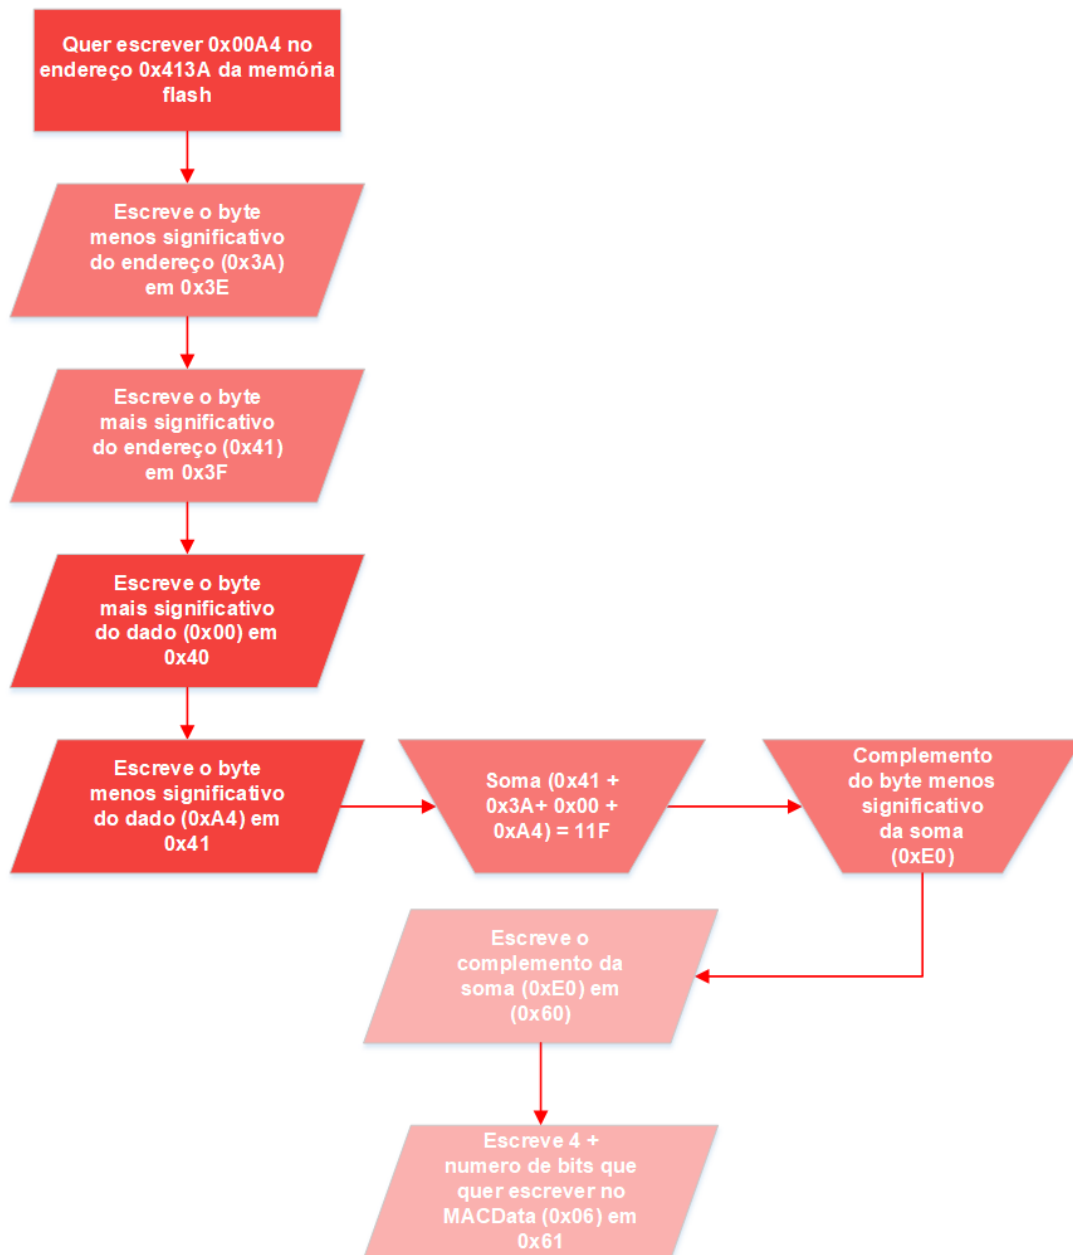 Quer escrever 0x00A4 no
endereço 0x413A da memória
flash
Escreve o byte
menos significativo
do endereço (0x3A)
em 0x3E
Escreve o byte
mais significativo
do endereço (0x41)
em 0x3F
Escreve o byte
mais significativo
do dado (0x00) em
0x40
Escreve o byte
menos significativo
do dado (0xA4) em
0x41
Soma (0x41 +
0x3A+ 0x00 +
0xA4) = 11F
Complemento
do byte menos
significativo
da soma
(0xE0)
Escreve o
complemento da
soma (0xE0) em
(0x60)
Escreve 4 +
numero de bits que
quer escrever no
MACData (0x06) em
0x61